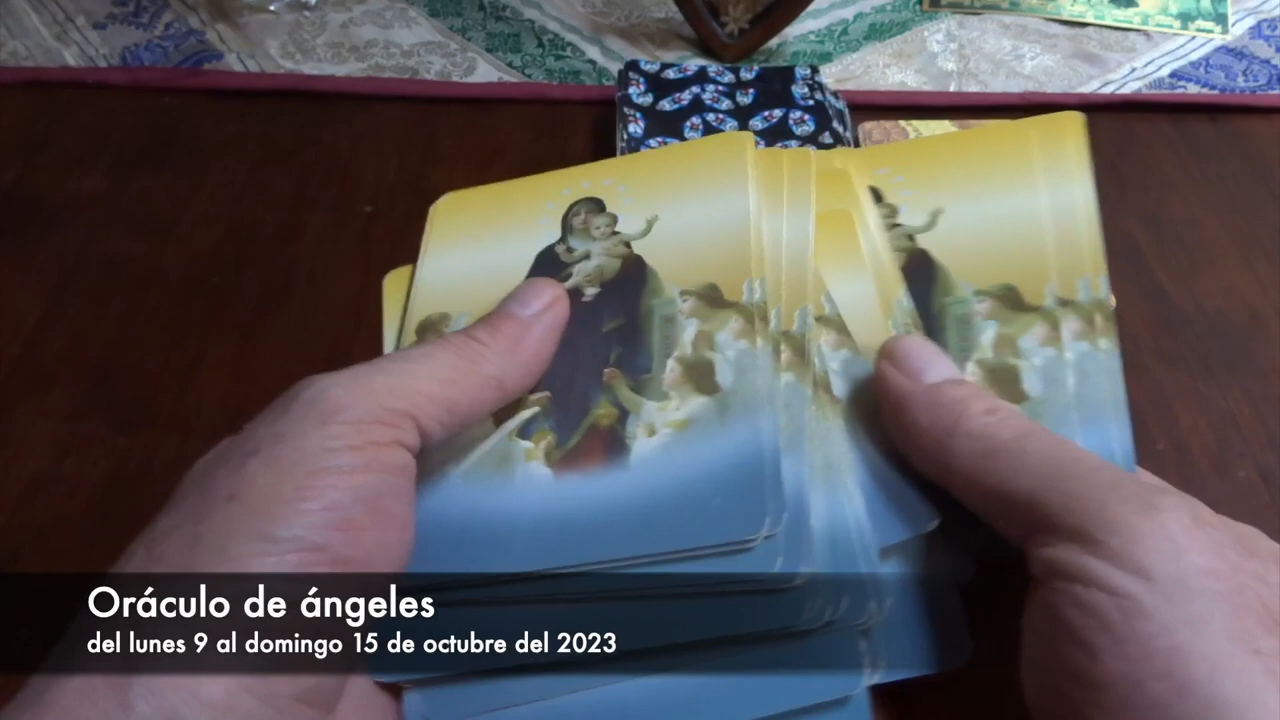 Oráculo de ángeles
del lunes 9 al domingo 15 de octubre del 2023